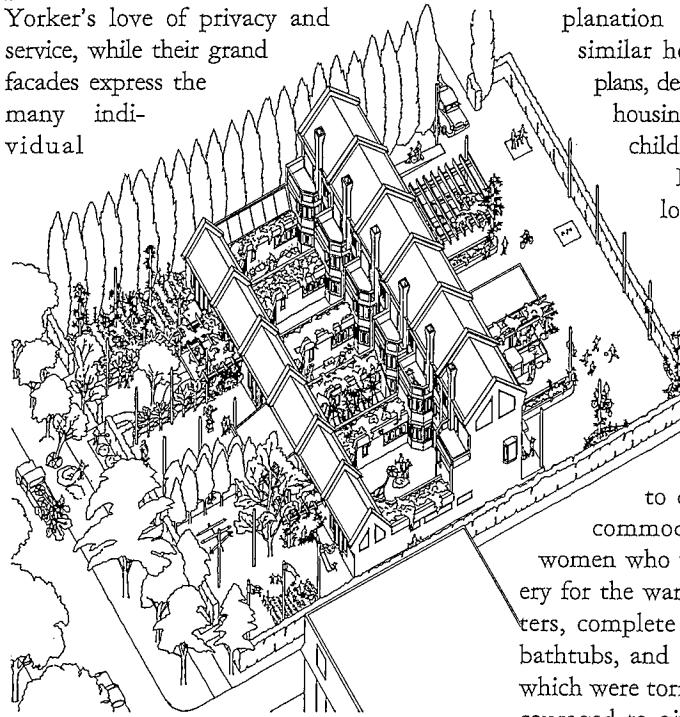 Yorker's love of privacy and
service, while their grand
facades express the
many indi-
vidual
planation
similar
plans, de
housin
child
lo
to
commod
women who
ery for the war
ters, complete
bathtubs, and
which were torn